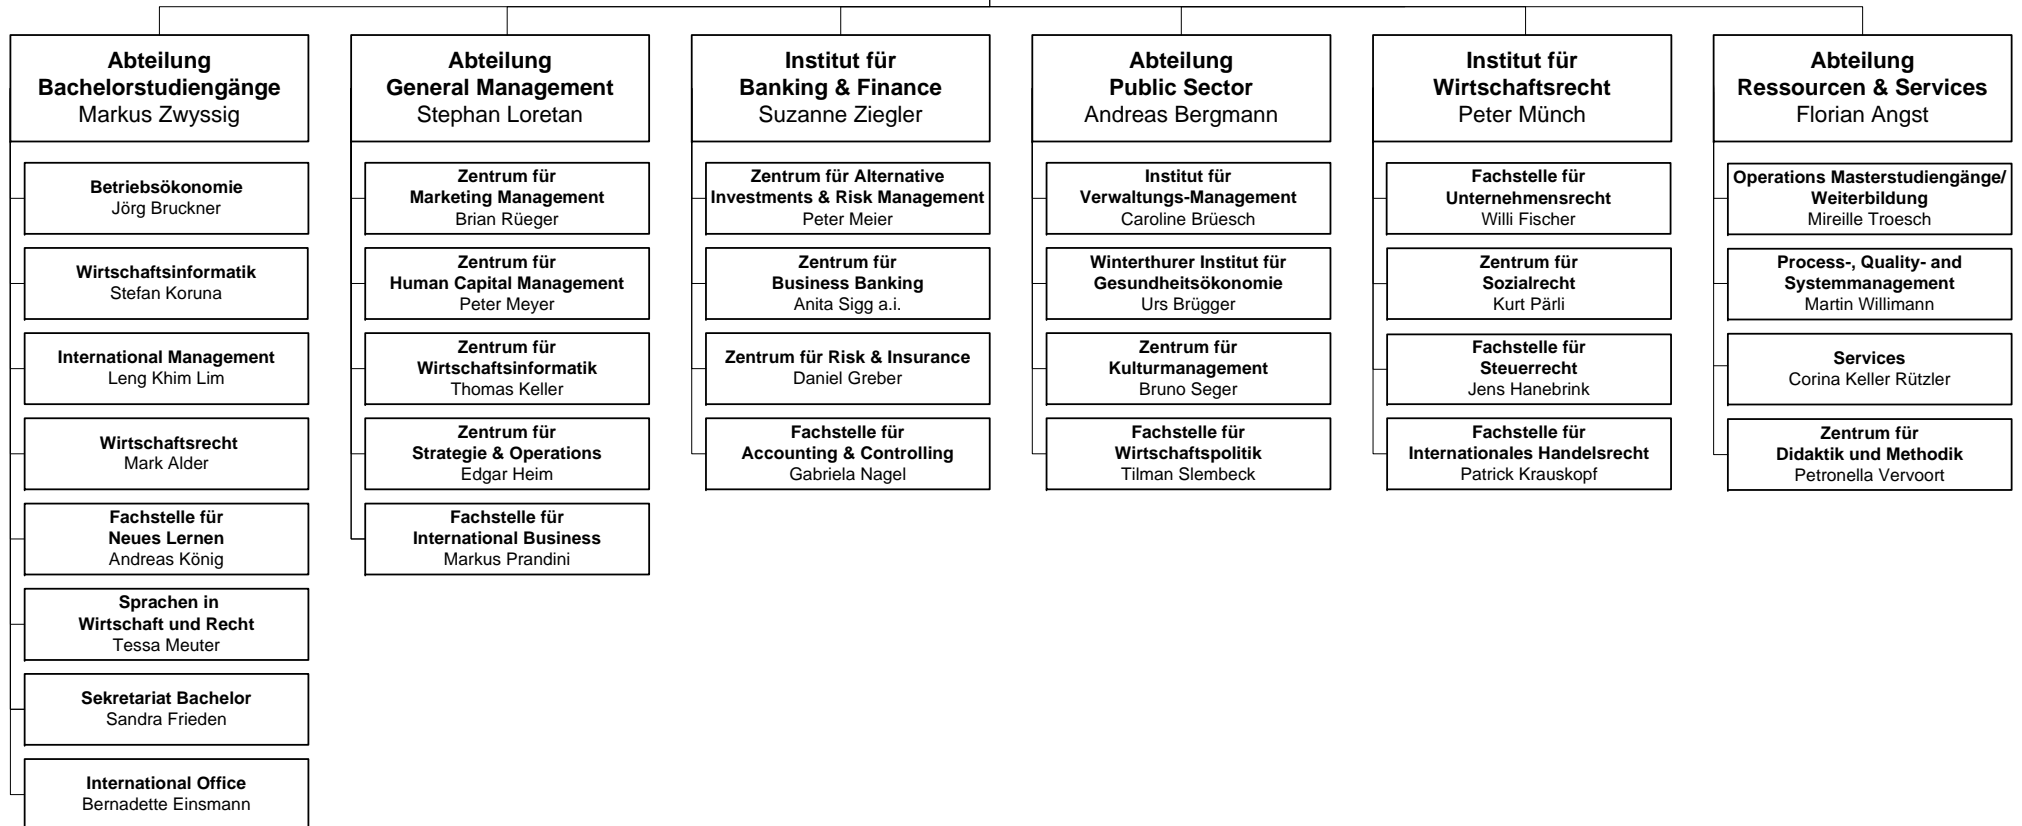 Abteilung
Bachelorstudiengänge
Markus Zwyssig
Betriebsökonomie
Jörg Bruckner
Wirtschaftsinformatik
Stefan Koruna
International Management
Leng Khim Lim
Wirtschaftsrecht
Mark Alder
Fachstelle für
Neues Lernen
Andreas König
Sprachen in
Wirtschaft und Recht
Tessa Meuter
Sekretariat Bachelor
Sandra Frieden
International Office
Bernadette Einsmann
Abteilung
General Management
Stephan Loretan
Zentrum für
Marketing Management
Brian Rüeger
Zentrum für
Human Capital Management
Peter Meyer
Zentrum für
Wirtschaftsinformatik
Thomas Keller
Zentrum für
Strategie & Operations
Edgar Heim
Fachstelle für
International Business
Markus Prandini
Institut für
Banking & Finance
Suzanne Ziegler
Zentrum für Alternative
Investments & Risk Management
Peter Meier
Zentrum für
Business Banking
Anita Sigg a.i.
Zentrum für Risk & Insurance
Daniel Greber
Fachstelle für
Accounting & Controlling
Gabriela Nagel
Abteilung
Public Sector
Andreas Bergmann
Institut für
Verwaltungs-Management
Caroline Brüesch
Winterthurer Institut für
Gesundheitsökonomie
Urs Brügger
Zentrum für
Kulturmanagement
Bruno Seger
Fachstelle für
Wirtschaftspolitik
Tilman Slembeck
Institut für
Wirtschaftsrecht
Peter Münch
Fachstelle für
Unternehmensrecht
Willi Fischer
Zentrum für
Sozialrecht
Kurt Pärli
Fachstelle für
Steuerrecht
Jens Hanebrink
Fachstelle für
Internationales Handelsrecht
Patrick Krauskopf
Abteilung
Ressourcen & Services
Florian Angst
Operations Masterstudiengänge/
Weiterbildung
Mireille Troesch
Process-, Quality- and
Systemmanagement
Martin Willimann
Services
Corina Keller Rützler
Zentrum für
Didaktik und Methodik
Petronella Vervoort